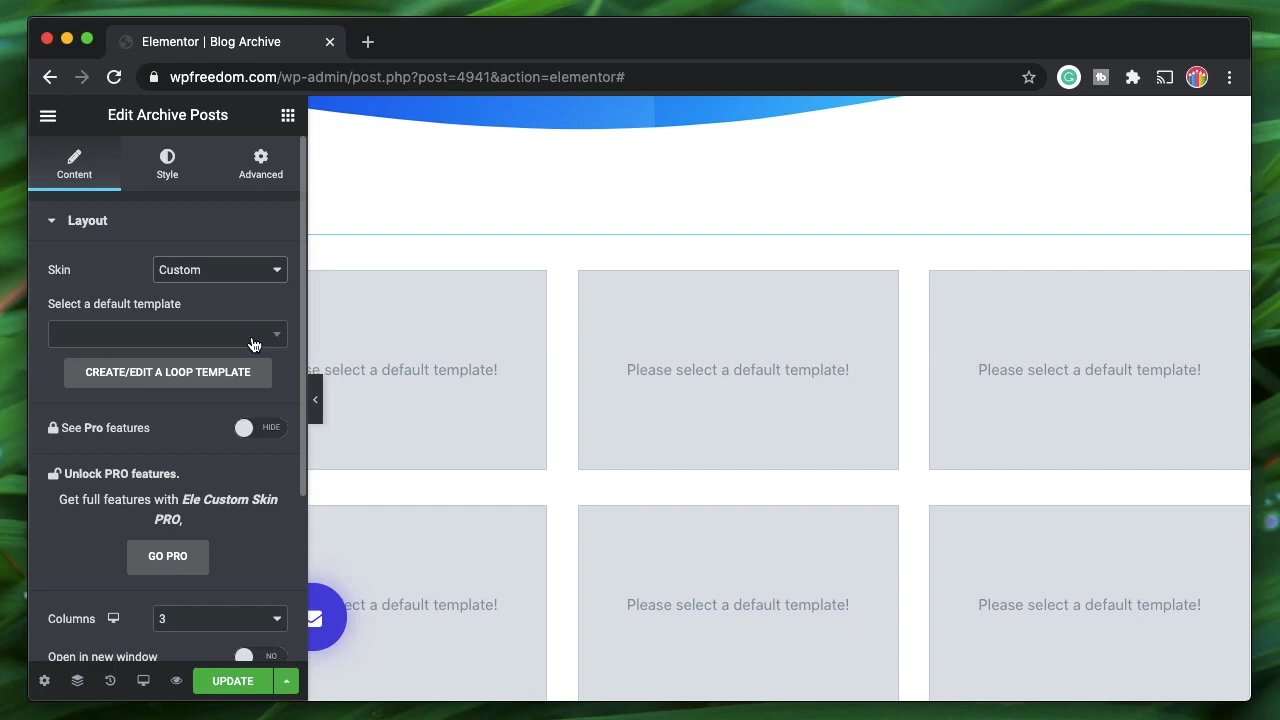 Elementor | Blog Archive
wpfreedom.com/wp-admin/post.php?post=4941&action=elementor#
Edit Archive Posts
Content
Style
Advanced
Layout
Skin
Custom
Select a default template
CREATE/EDIT A LOOP TEMPLATE
See Pro features
HIDE
Unlock PRO features.
Get full features with Ele Custom Skin
PRO,
GO PRO
Columns
3
Open in new window
NO
UPDATE
se select a default template!
Please select a default template!
Please select a default template!
ect a default template!
Please select a default template!
Please select a default template!